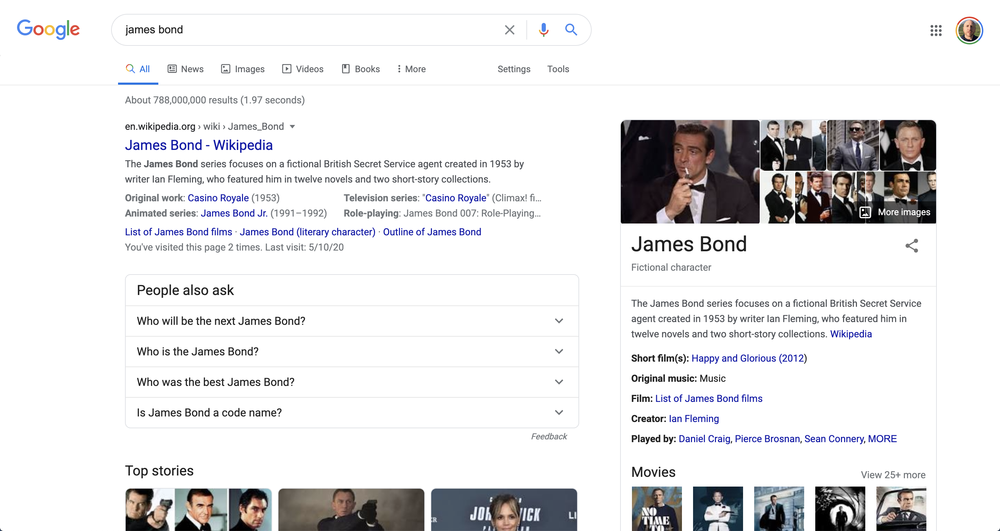 Google
james bond
All
News
Images
Videos
Books
More
Settings
Tools
About 788,000,000 results (1.97 seconds)
en.wikipedia.org › wiki › James_Bond
James Bond - Wikipedia
The James Bond series focuses on a fictional British Secret Service agent created in 1953 by
writer Ian Fleming, who featured him in twelve novels and two short-story collections.
Original work: Casino Royale (1953)
Television series: "Casino Royale" (Climax! fi...
Animated series: James Bond Jr. (1991–1992)
Role-playing: James Bond 007: Role-Playing...
List of James Bond films · James Bond (literary character) · Outline of James Bond
You've visited this page 2 times. Last visit: 5/10/20
People also ask
Who will be the next James Bond?
Who is the James Bond?
Who was the best James Bond?
Is James Bond a code name?
Feedback
Top stories
More images
James Bond
Fictional character
The James Bond series focuses on a fictional British Secret Service
agent created in 1953 by writer Ian Fleming, who featured him in
twelve novels and two short-story collections. Wikipedia
Short film(s): Happy and Glorious (2012)
Original music: Music
Film: List of James Bond films
Creator: Ian Fleming
Played by: Daniel Craig, Pierce Brosnan, Sean Connery, MORE
Movies
View 25+ more
NO
TIME
TO